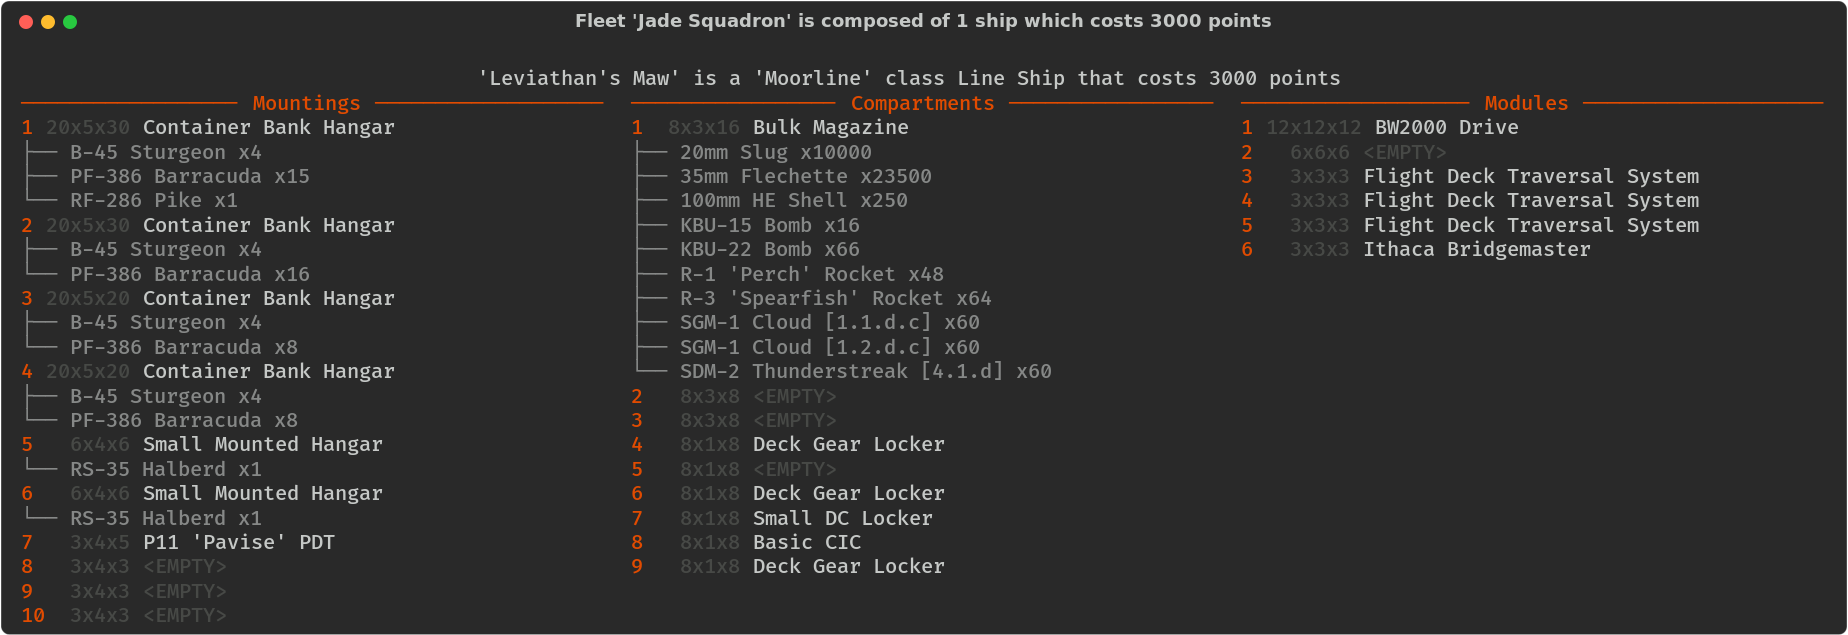 Fleet 'Jade Squadron' is composed of 1 ship which costs 3000 points
'Leviathan's Maw' is a 'Moorline' class Line Ship that costs 3000 points
Mountings
1 20x5x30 Container Bank Hangar
B-45 Sturgeon x4
PF-386 Barracuda x15
RF-286 Pike x1
2 20x5x30 Container Bank Hangar
B-45 Sturgeon x4
PF-386 Barracuda x16
3 20x5x20 Container Bank Hangar
B-45 Sturgeon x4
PF-386 Barracuda x8
4 20x5x20 Container Bank Hangar
B-45 Sturgeon x4
PF-386 Barracuda x8
5 6x4x6 Small Mounted Hangar
RS-35 Halberd x1
6 6x4x6 Small Mounted Hangar
RS-35 Halberd x1
7 3x4x5 P11 'Pavise' PDT
8 3x4x3 <EMPTY>
9 3x4x3 <EMPTY>
10 3x4x3 <EMPTY>
Compartments
1 8x3x16 Bulk Magazine
20mm Slug x10000
35mm Flechette x23500
100mm HE Shell x250
KBU-15 Bomb x16
KBU-22 Bomb x66
R-1 'Perch' Rocket x48
R-3 'Spearfish' Rocket x64
SGM-1 Cloud [1.1.d.c] x60
SGM-1 Cloud [1.2.d.c] x60
SDM-2 Thunderstreak [4.1.d] x60
2 8x3x8 <EMPTY>
3 8x3x8 <EMPTY>
4 8x1x8 Deck Gear Locker
5 8x1x8 <EMPTY>
6 8x1x8 Deck Gear Locker
7 8x1x8 Small DC Locker
8 8x1x8 Basic CIC
9 8x1x8 Deck Gear Locker
Modules
1 12x12x12 BW2000 Drive
2 6x6x6 <EMPTY>
3 3x3x3 Flight Deck Traversal System
4 3x3x3 Flight Deck Traversal System
5 3x3x3 Flight Deck Traversal System
6 3x3x3 Ithaca Bridgemaster